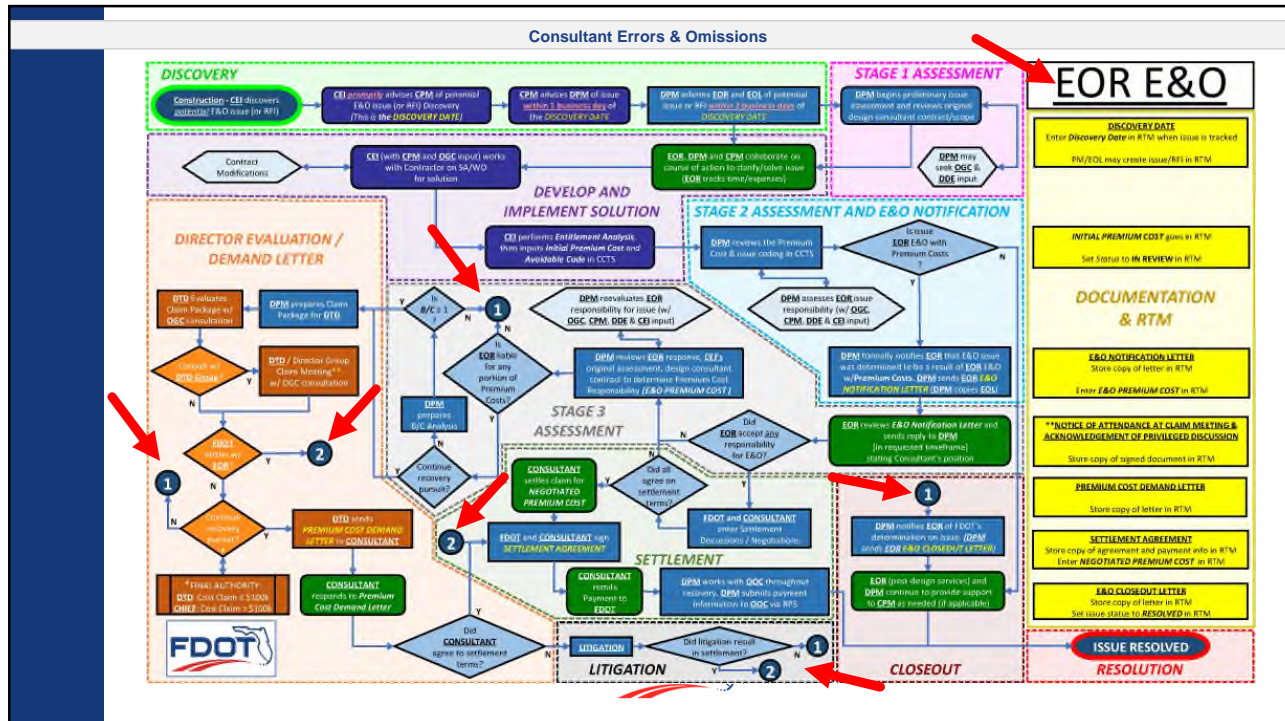 Consultant Errors & Omissions
DISCOVERY
Construction - CEI discovers
potential E&O issue (or RFI)
CEI promptly advises CPM of potential
E&O issue (or RFI) Discovery
(This is the DISCOVERY DATE)
CPM advises DPM of issue
within 1 business day of
the DISCOVERY DATE
DPM informs EOR and EOL of potential
issue or RFI within 2 business days of
DISCOVERY DATE
STAGE 1 ASSESSMENT
DPM begins preliminary issue
assessment and reviews original
design consultant contract/scope
DPM may
seek OGC &
DDE input
EOR E&O
Contract
Modifications
CEI (with CPM and OGC input) works
with Contractor on SA/WO
for solution
EOR, DPM and CPM collaborate on
course of action to clarify/solve issue
(EOR tracks time/expenses)
DEVELOP AND
IMPLEMENT SOLUTION
CEI performs Entitlement Analysis
then inputs Initial Premium Cost and
Avoidable Code in CCTS
STAGE 2 ASSESSMENT AND E&O NOTIFICATION
DPM reviews the Premium
Cost & issue coding in CCTS
Is issue
EOR E&O with
Premium Costs
?
N
Y
DPM assesses EOR issue
responsibility (w/ OGC,
CPM, DDE & CEI input)
DPM formally notifies EOR that E&O issue
was determined to be a result of EOR E&O
w/Premium Costs. DPM sends EOR E&O
NOTIFICATION LETTER (DPM copies EOL)
DIRECTOR EVALUATION /
DEMAND LETTER
DTD Evaluates
Claim Package w/
OGC consultation
DPM prepares Claim
Package for DTD
Consult w/
DTD Group?
Y
N
DTD / Director Group
Claim Meeting**
w/ OGC consultation
FDOT
settles w/
EOR?
Y
N
2
1
Continue
recovery
pursuit?
N
Y
*FINAL AUTHORITY
DTD: Cost Claim ≤ $100k
CHIEF: Cost Claim > $100k
DTD sends
PREMIUM COST DEMAND
LETTER to CONSULTANT
CONSULTANT
responds to Premium
Cost Demand Letter
Did
CONSULTANT
agree to settlement
terms?
Y
N
FDOT
Is
B/C ≥ 1
?
Y
N
1
N
Is
EOR liable
for any
portion of
Premium
Costs?
Y
DPM
prepares
B/C Analysis
Y
Continue
recovery
pursuit?
N
STAGE 3
ASSESSMENT
DPM reevaluates EOR
responsibility for issue (w/
OGC, CPM, DDE & CEI input)
DPM reviews EOR response, CEI's
original assessment, design consultant
contract to determine Premium Cost
Responsibility (E&O PREMIUM COST)
Did
EOR accept any
responsibility
for E&O?
N
Y
EOR reviews E&O Notification Letter and
sends reply to DPM
(in requested timeframe)
stating Consultant's position
Did all
agree on
settlement
terms?
N
Y
CONSULTANT
settles claim for
NEGOTIATED
PREMIUM COST
FDOT and CONSULTANT
enter Settlement
Discussions / Negotiations
2
FDOT and CONSULTANT sign
SETTLEMENT AGREEMENT
SETTLEMENT
CONSULTANT
remits
Payment to
FDOT
DPM works with OOC throughout
recovery. DPM submits payment
information to OOC via RPS
LITIGATION
Did litigation result
in settlement?
N
Y
1
2
LITIGATION
1
DPM notifies EOR of FDOT's
determination on issue. (DPM
sends EOR E&O CLOSEOUT LETTER)
EOR (post-design services) and
DPM continue to provide support
to CPM as needed (if applicable)
CLOSEOUT
DISCOVERY DATE
Enter Discovery Date in RTM when issue is tracked
PM/EOL may create issue/RFI in RTM
INITIAL PREMIUM COST goes in RTM
Set Status to IN REVIEW in RTM
DOCUMENTATION
& RTM
E&O NOTIFICATION LETTER
Store copy of letter in RTM
Enter E&O PREMIUM COST in RTM
**NOTICE OF ATTENDANCE AT CLAIM MEETING &
ACKNOWLEDGEMENT OF PRIVILEGED DISCUSSION
Store copy of signed document in RTM
PREMIUM COST DEMAND LETTER
Store copy of letter in RTM
SETTLEMENT AGREEMENT
Store copy of agreement and payment info in RTM
Enter NEGOTIATED PREMIUM COST in RTM
E&O CLOSEOUT LETTER
Store copy of letter in RTM
Set issue status to RESOLVED in RTM
ISSUE RESOLVED
RESOLUTION